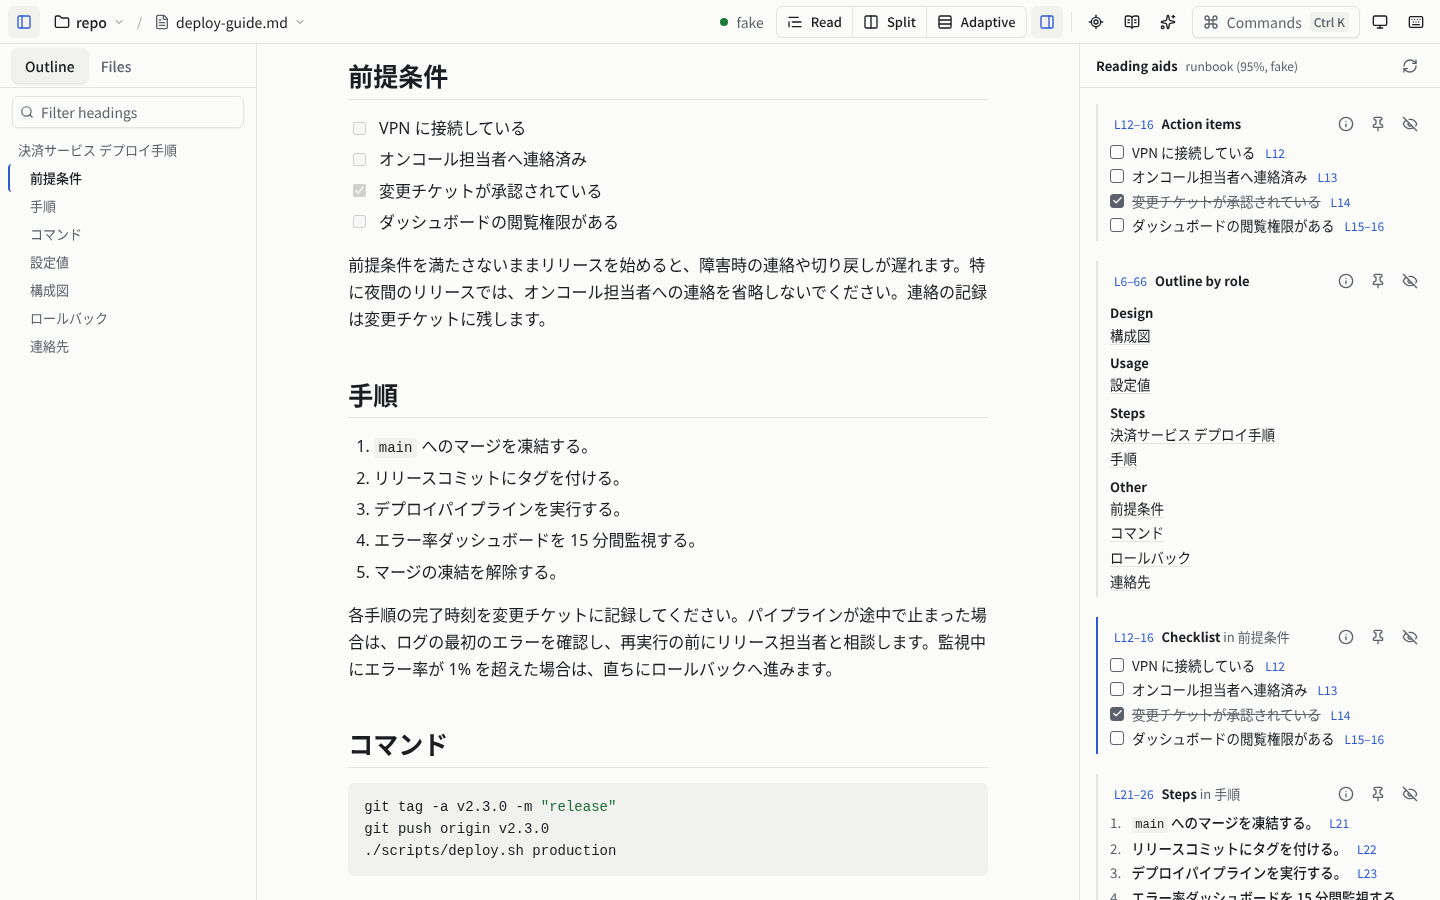 repo / deploy-guide.md
fake
Read Split Adaptive
Commands Ctrl K
Outline Files
Filter headings
決済サービス デプロイ手順
前提条件
手順
コマンド
設定値
構成図
ロールバック
連絡先
前提条件
VPN に接続している
オンコール担当者へ連絡済み
変更チケットが承認されている
ダッシュボードの閲覧権限がある
前提条件を満たさないままリリースを始めると、障害時の連絡や切り戻しが遅れます。特
に夜間のリリースでは、オンコール担当者への連絡を省略しないでください。連絡の記録
は変更チケットに残します。
手順
1. main へのマージを凍結する。
2. リリースコミットにタグを付ける。
3. デプロイパイプラインを実行する。
4. エラー率ダッシュボードを 15 分間監視する。
5. マージの凍結を解除する。
各手順の完了時刻を変更チケットに記録してください。パイプラインが途中で止まった場
合は、ログの最初のエラーを確認し、再実行の前にリリース担当者と相談します。監視中
にエラー率が 1% を超えた場合は、直ちにロールバックへ進みます。
コマンド
git tag -a v2.3.0 -m "release"
git push origin v2.3.0
./scripts/deploy.sh production
Reading aids runbook (95%, fake)
L12–16 Action items
VPN に接続している L12
オンコール担当者へ連絡済み L13
変更チケットが承認されている L14
ダッシュボードの閲覧権限がある L15–16
L6–66 Outline by role
Design
構成図
Usage
設定値
Steps
決済サービス デプロイ手順
手順
Other
前提条件
コマンド
ロールバック
連絡先
L12–16 Checklist in 前提条件
VPN に接続している L12
オンコール担当者へ連絡済み L13
変更チケットが承認されている L14
ダッシュボードの閲覧権限がある L15–16
L21–26 Steps in 手順
1. main へのマージを凍結する。 L21
2. リリースコミットにタグを付ける。 L22
3. デプロイパイプラインを実行する。 L23
4. エラー率ダッシュボードを 15 分間監視する